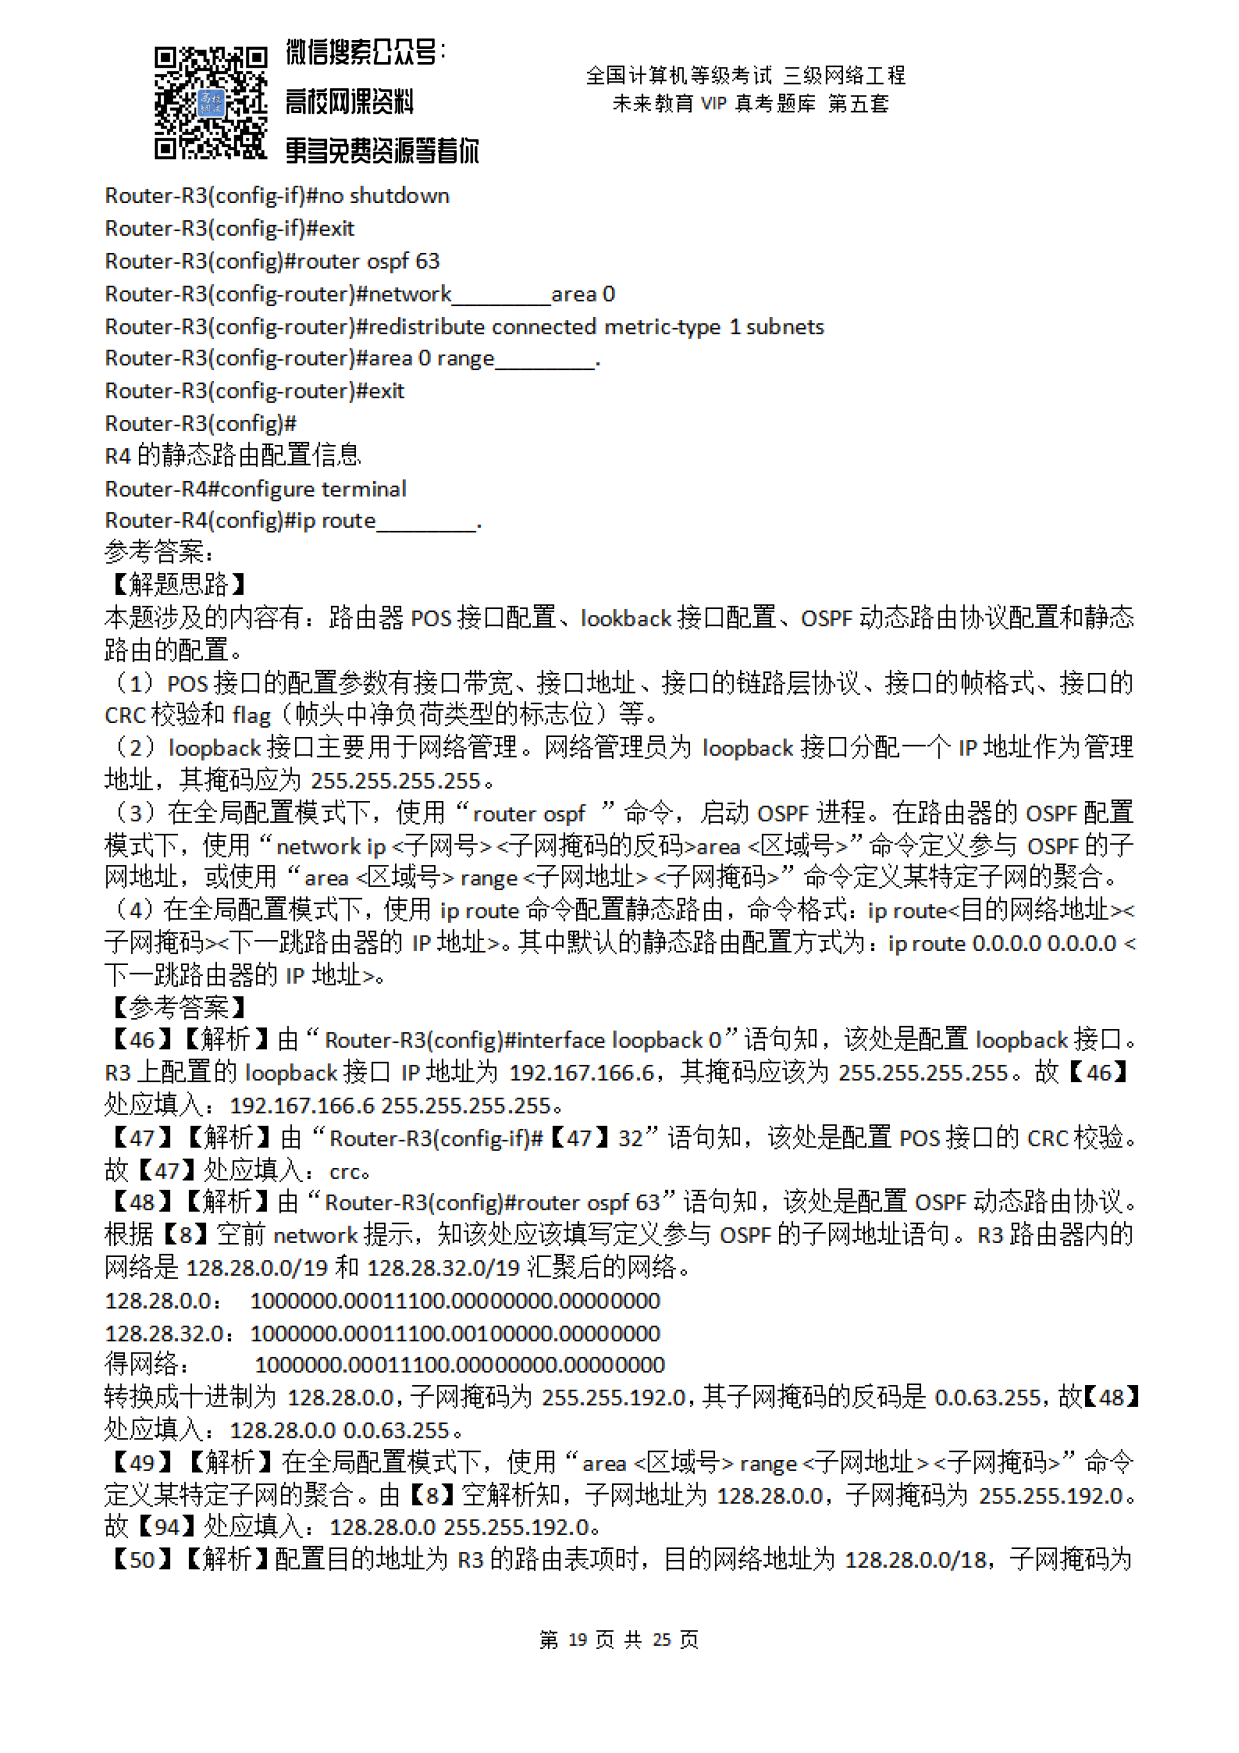 微信搜索公众号：
高校网课资料
更多免费资源等着你
全国计算机等级考试 三级网络工程
未来教育 VIP 真考题库 第五套
Router-R3(config-if)#no shutdown
Router-R3(config-if)#exit
Router-R3(config)#router ospf 63
Router-R3(config-router)#network________area 0
Router-R3(config-router)#redistribute connected metric-type 1 subnets
Router-R3(config-router)#area 0 range________.
Router-R3(config-router)#exit
Router-R3(config)#
R4 的静态路由配置信息
Router-R4#configure terminal
Router-R4(config)#ip route________.
参考答案：
【解题思路】
本题涉及的内容有：路由器 POS 接口配置、lookback 接口配置、OSPF 动态路由协议配置和静态
路由的配置。
（1）POS 接口的配置参数有接口带宽、接口地址、接口的链路层协议、接口的帧格式、接口的
CRC 校验和 flag（帧头中净负荷类型的标志位）等。
（2）loopback 接口主要用于网络管理。网络管理员为 loopback 接口分配一个 IP 地址作为管理
地址，其掩码应为 255.255.255.255。
（3）在全局配置模式下，使用“router ospf ”命令，启动 OSPF 进程。在路由器的 OSPF 配置
模式下，使用“network ip <子网号> <子网掩码的反码>area <区域号>”命令定义参与 OSPF 的子
网地址，或使用“area <区域号> range <子网地址> <子网掩码>”命令定义某特定子网的聚合。
（4）在全局配置模式下，使用 ip route 命令配置静态路由，命令格式：ip route<目的网络地址><
子网掩码><下一跳路由器的 IP 地址>。其中默认的静态路由配置方式为：ip route 0.0.0.0 0.0.0.0 <
下一跳路由器的 IP 地址>。
【参考答案】
【46】【解析】由“Router-R3(config)#interface loopback 0”语句知，该处是配置 loopback 接口。
R3 上配置的 loopback 接口 IP 地址为 192.167.166.6，其掩码应该为 255.255.255.255。故【46】
处应填入：192.167.166.6 255.255.255.255。
【47】【解析】由“Router-R3(config-if)#【47】32”语句知，该处是配置 POS 接口的 CRC 校验。
故【47】处应填入：crc。
【48】【解析】由“Router-R3(config)#router ospf 63”语句知，该处是配置 OSPF 动态路由协议。
根据【8】空前 network 提示，知该处应该填写定义参与 OSPF 的子网地址语句。R3 路由器内的
网络是 128.28.0.0/19 和 128.28.32.0/19 汇聚后的网络。
128.28.0.0： 1000000.00011100.00000000.00000000
128.28.32.0：1000000.00011100.00100000.00000000
得网络： 1000000.00011100.00000000.00000000
转换成十进制为 128.28.0.0，子网掩码为 255.255.192.0，其子网掩码的反码是 0.0.63.255，故【48】
处应填入：128.28.0.0 0.0.63.255。
【49】【解析】在全局配置模式下，使用“area <区域号> range <子网地址> <子网掩码>”命令
定义某特定子网的聚合。由【8】空解析知，子网地址为 128.28.0.0，子网掩码为 255.255.192.0。
故【94】处应填入：128.28.0.0 255.255.192.0。
【50】【解析】配置目的地址为 R3 的路由表项时，目的网络地址为 128.28.0.0/18，子网掩码为
第 19 页 共 25 页